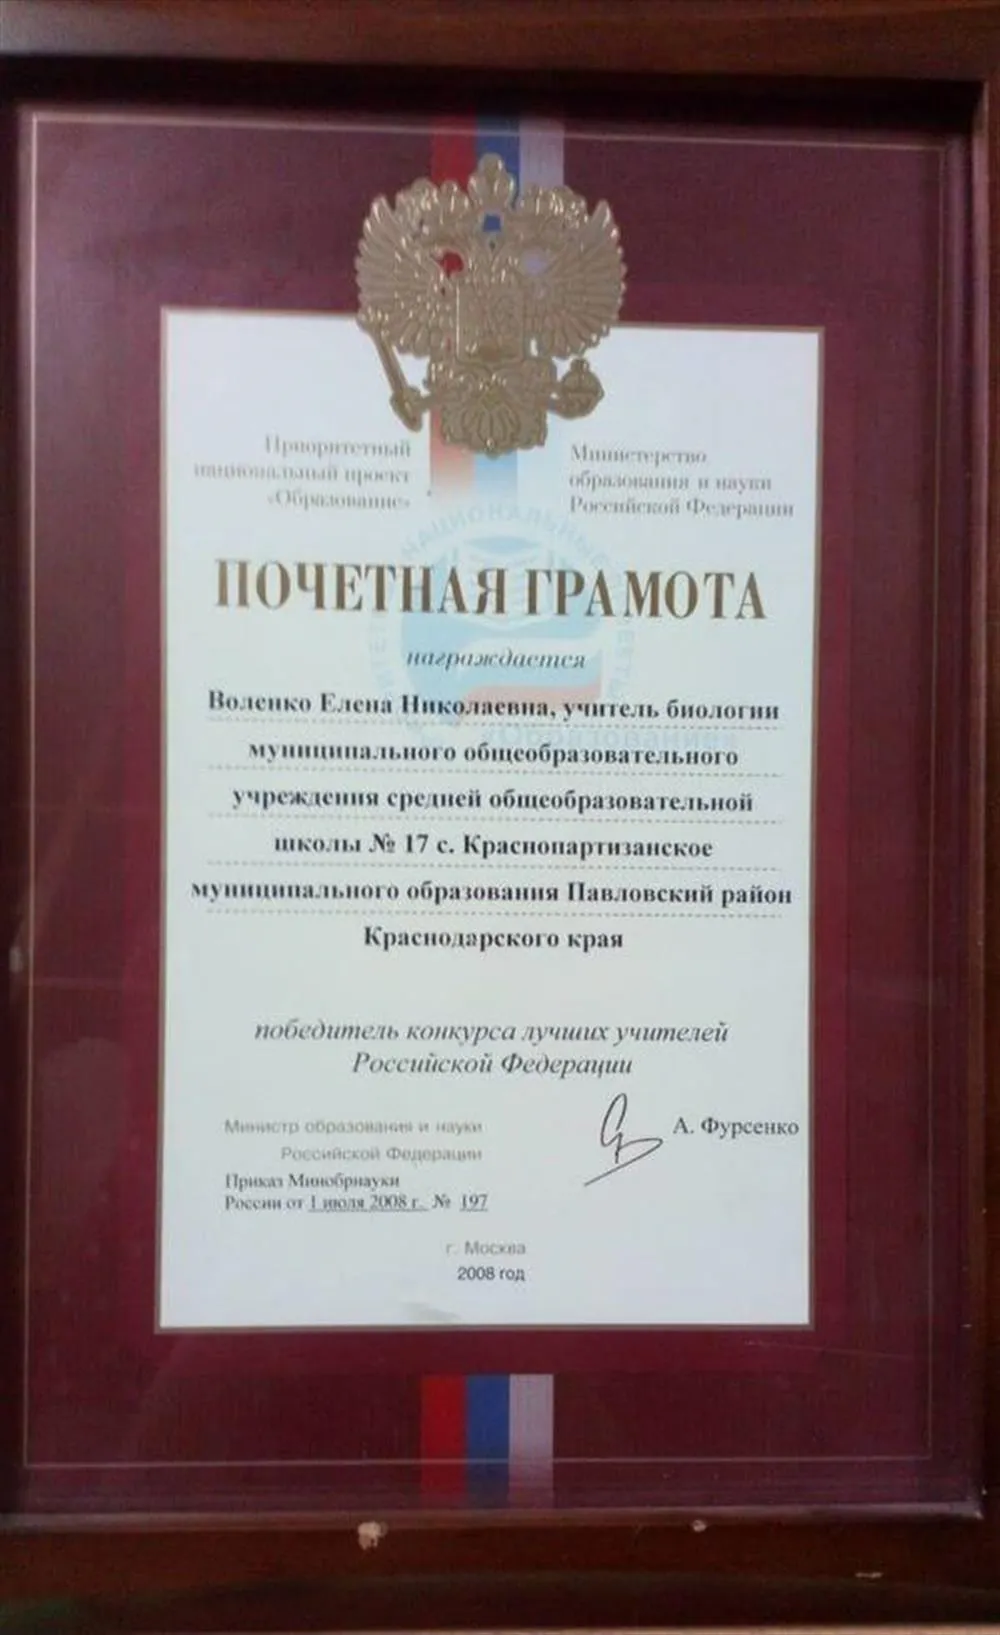 Приоритетный
национальный проект
«Образование»
Министерство
образования и науки
Российской Федерации
ПОЧЕТНАЯ ГРАМОТА
награждается
Воленко Елена Николаевна, учитель биологии
муниципального общеобразовательного
учреждения средней общеобразовательной
школы № 17 с. Краснопартизанское
муниципального образования Павловский район
Краснодарского края
победитель конкурса лучших учителей
Российской Федерации
Министр образования и науки
Российской Федерации
А. Фурсенко
Приказ Минобрнауки
России от 1 июля 2008 г. № 197
г. Москва
2008 год